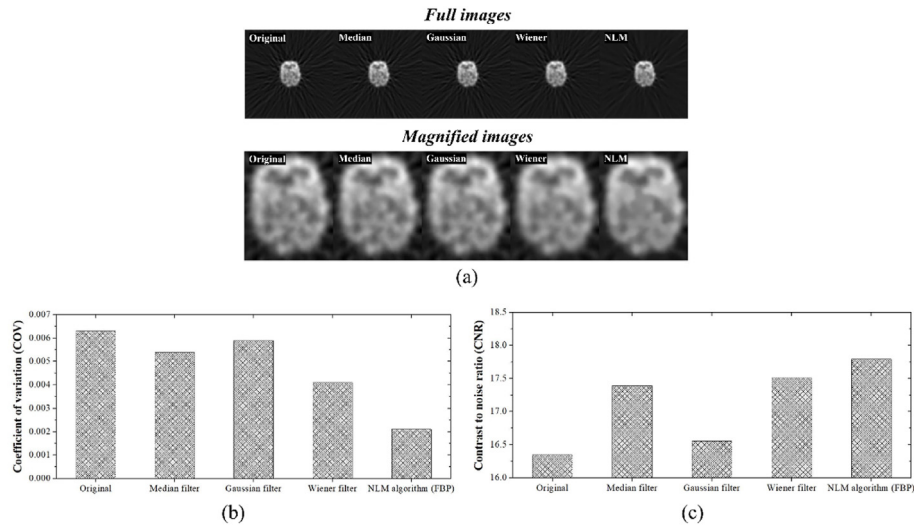 Full images
Original Median Gaussian Wiener NLM
Magnified images
Original Median Gaussian Wiener NLM
(a)
Coefficient of variation (COV)
0.007
0.006
0.005
0.004
0.003
0.002
0.001
0.000
Original Median filter Gaussian filter Wiener filter NLM algorithm (FBP)
(b)
Contrast to noise ratio (CNR)
18.5
18.0
17.5
17.0
16.5
16.0
Original Median filter Gaussian filter Wiener filter NLM algorithm (FBP)
(c)